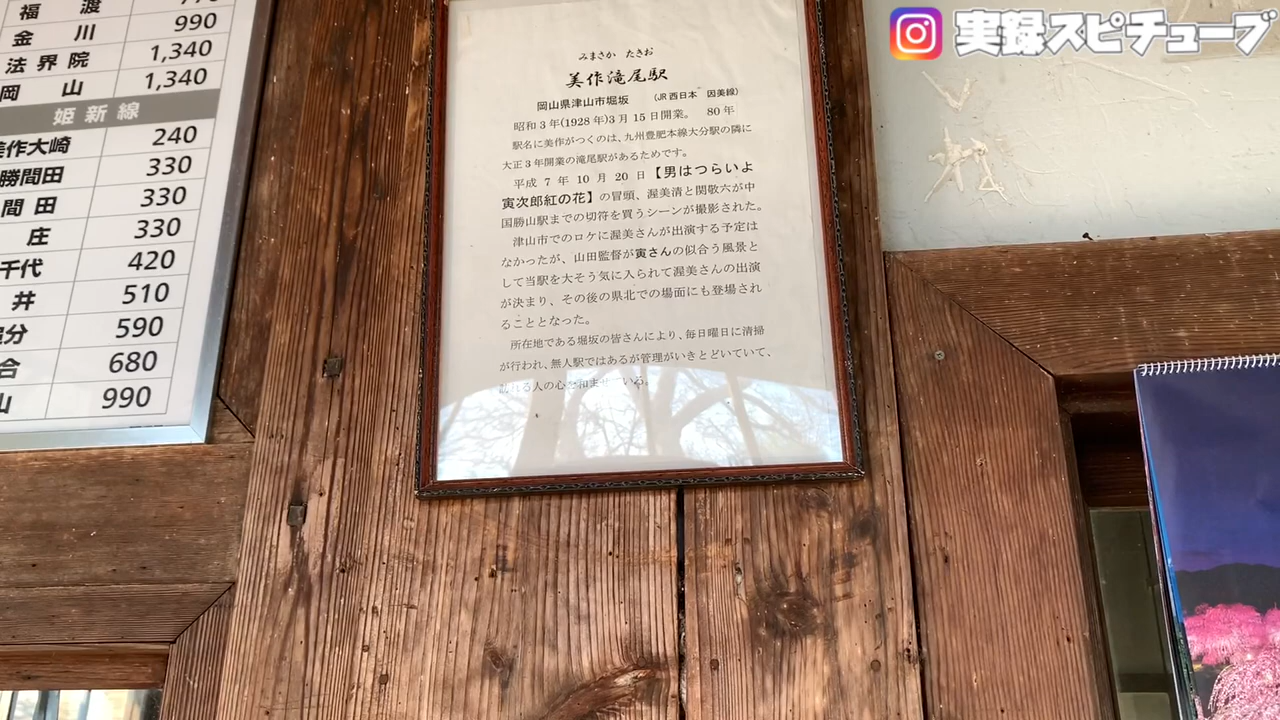 福渡
金川 990
法界院 1,340
岡山 1,340
姫新線
美作大崎 240
勝間田 330
間田 330
庄 330
千代 420
井 510
590
合 680
山 990
みまさか たきお
美作滝尾駅
岡山県津山市堀坂 (JR西日本 因美線)
昭和3年(1928年)3月15日開業。 80年
駅名に美作がつくのは、九州豊肥本線大分駅の隣に
大正3年開業の滝尾駅があるためです。
平成7年10月20日【男はつらいよ
寅次郎紅の花】の冒頭、渥美清と関敬六が中
国勝山駅までの切符を買うシーンが撮影された。
津山市でのロケに渥美さんが出演する予定は
なかったが、山田監督が寅さんの似合う風景と
して当駅を大そう気に入られて渥美さんの出演
が決まり、その後の県北での場面にも登場され
ることとなった。
所在地である堀坂の皆さんにより、毎日曜日に清掃
が行われ、無人駅ではあるが管理がいきとどいていて、
る人の心を和ませている。
実録スピチューブ